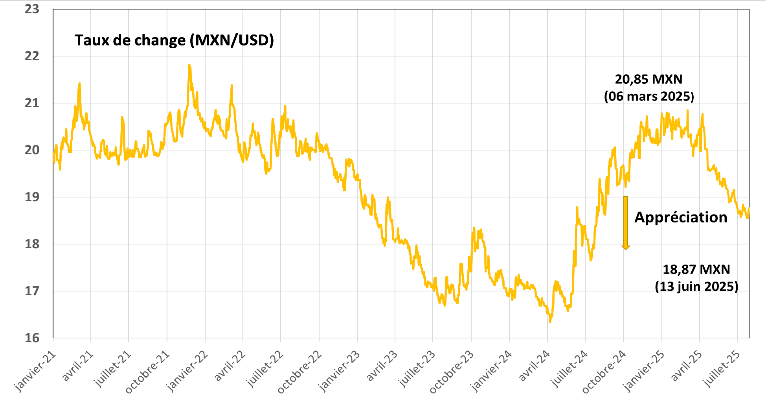 23
22
21
20
19
18
17
16
Taux de change (MXN/USD)
20,85 MXN
(06 mars 2025)
Appréciation
18,87 MXN
(13 juin 2025)
janvier-21
avril-21
juillet-21
octobre-21
janvier-22
avril-22
juillet-22
octobre-22
janvier-23
avril-23
juillet-23
octobre-23
janvier-24
avril-24
juillet-24
octobre-24
janvier-25
avril-25
juillet-25